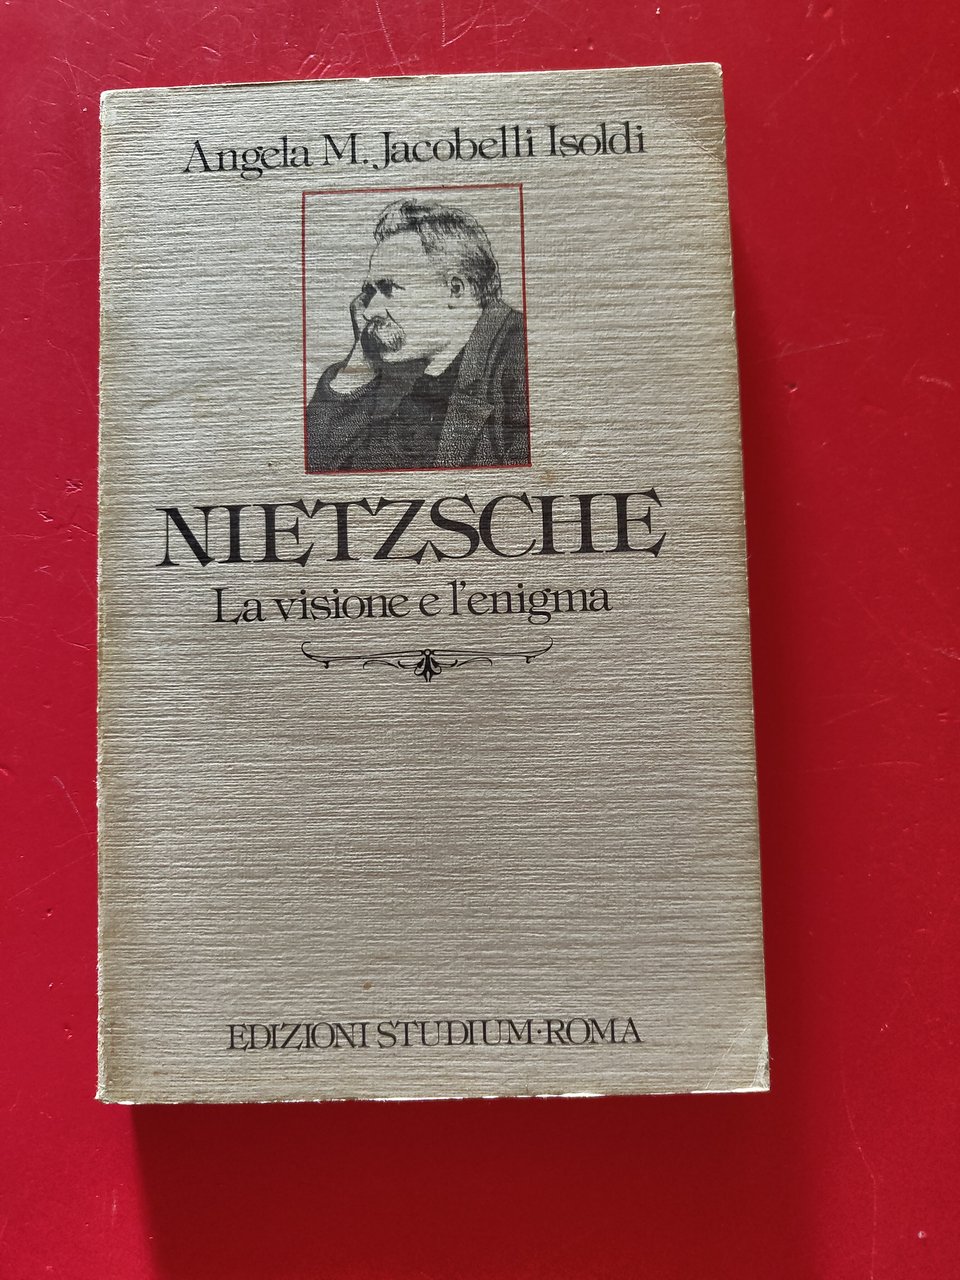 Angela M. Jacobelli Isoldi
NIETZSCHE
La visione e l'enigma
EDIZIONI STUDIUM·ROMA